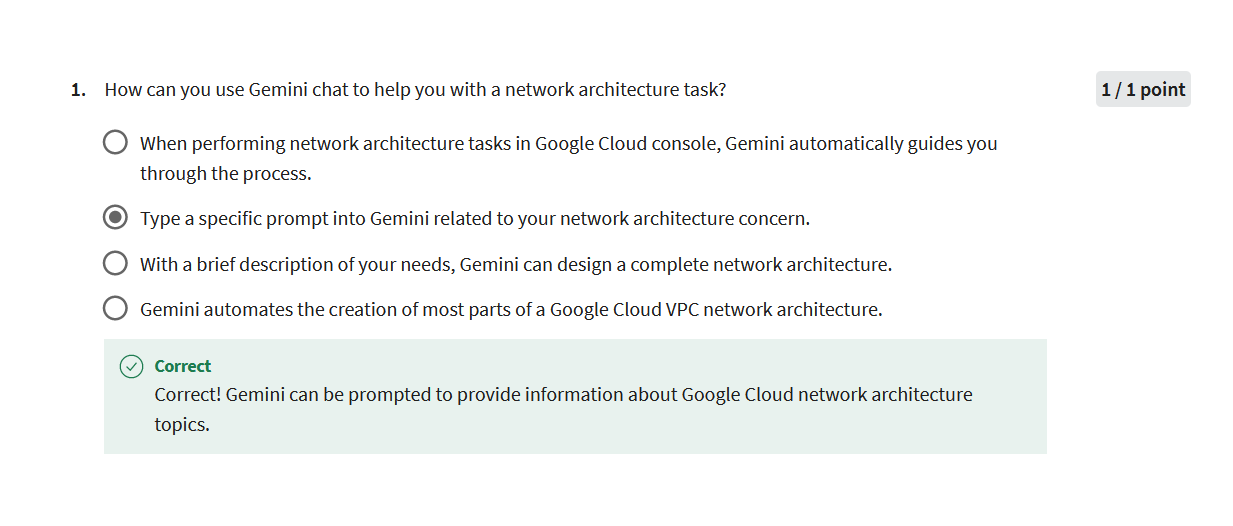 1. How can you use Gemini chat to help you with a network architecture task?
1 / 1 point
When performing network architecture tasks in Google Cloud console, Gemini automatically guides you
through the process.
Type a specific prompt into Gemini related to your network architecture concern.
With a brief description of your needs, Gemini can design a complete network architecture.
Gemini automates the creation of most parts of a Google Cloud VPC network architecture.
Correct
Correct! Gemini can be prompted to provide information about Google Cloud network architecture
topics.